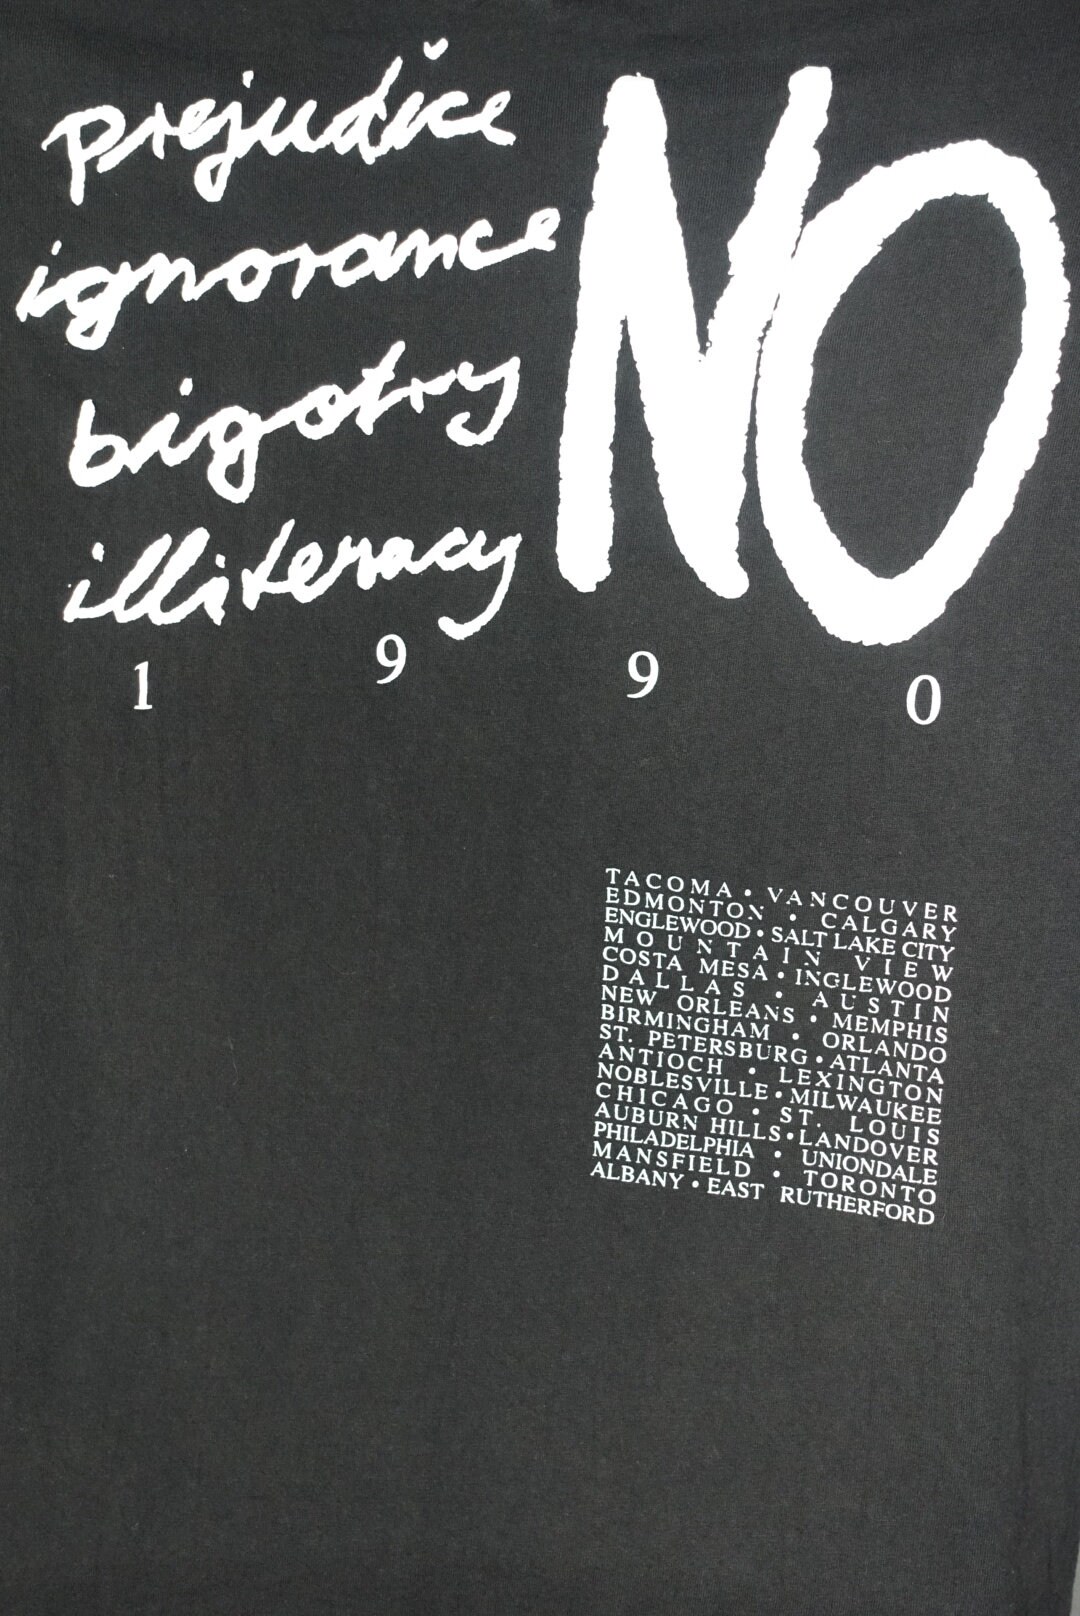 prejudice
ignorance
bigotry
illiteracy
NO
1 9 9 0
TACOMA • VANCOUVER
EDMONTON • CALGARY
ENGLEWOOD • SALT LAKE CITY
MOUNTAIN VIEW
COSTA MESA • INGLEWOOD
DALLAS • AUSTIN
NEW ORLEANS • MEMPHIS
BIRMINGHAM • ORLANDO
ST. PETERSBURG • ATLANTA
ANTIOCH • LEXINGTON
NOBLESVILLE • MILWAUKEE
CHICAGO • ST. LOUIS
AUBURN HILLS • LANDOVER
PHILADELPHIA • UNIONDALE
MANSFIELD • TORONTO
ALBANY • EAST RUTHERFORD